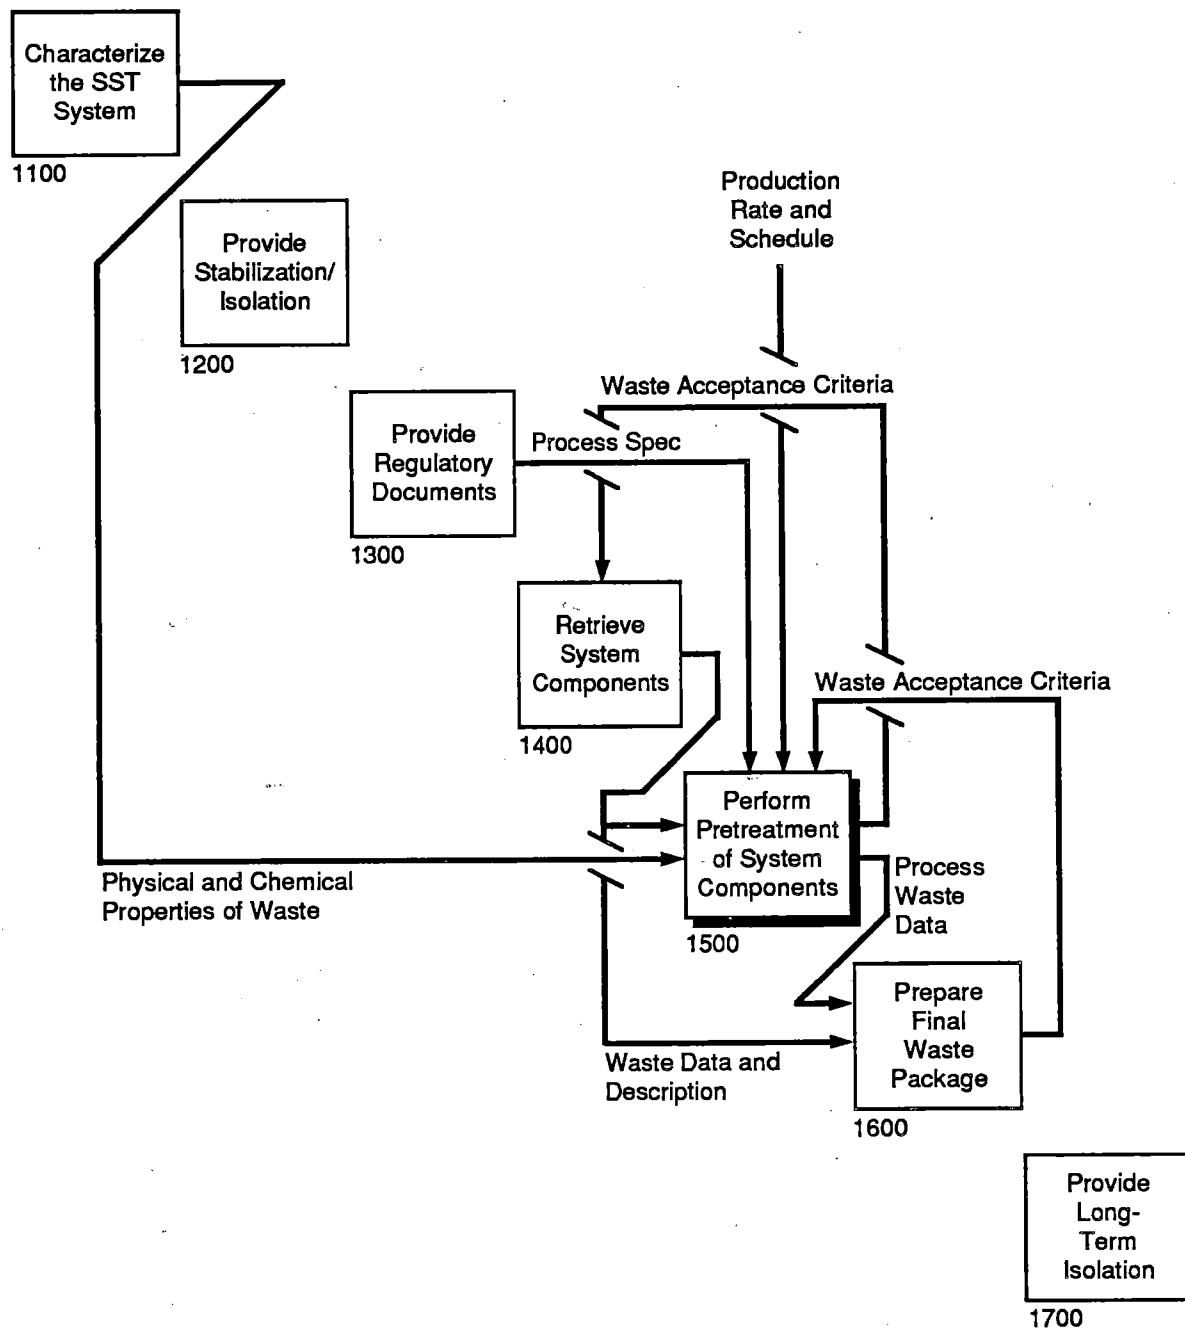 Characterize
the SST
System
1100
Provide
Stabilization/
Isolation
1200
Production
Rate and
Schedule
Waste Acceptance Criteria
Provide
Regulatory
Documents
1300
Process Spec
Retrieve
System
Components
1400
Waste Acceptance Criteria
Perform
Pretreatment
of System
Components
1500
Physical and Chemical
Properties of Waste
Process
Waste
Data
Prepare
Final
Waste
Package
1600
Waste Data and
Description
Provide
Long-
Term
Isolation
1700